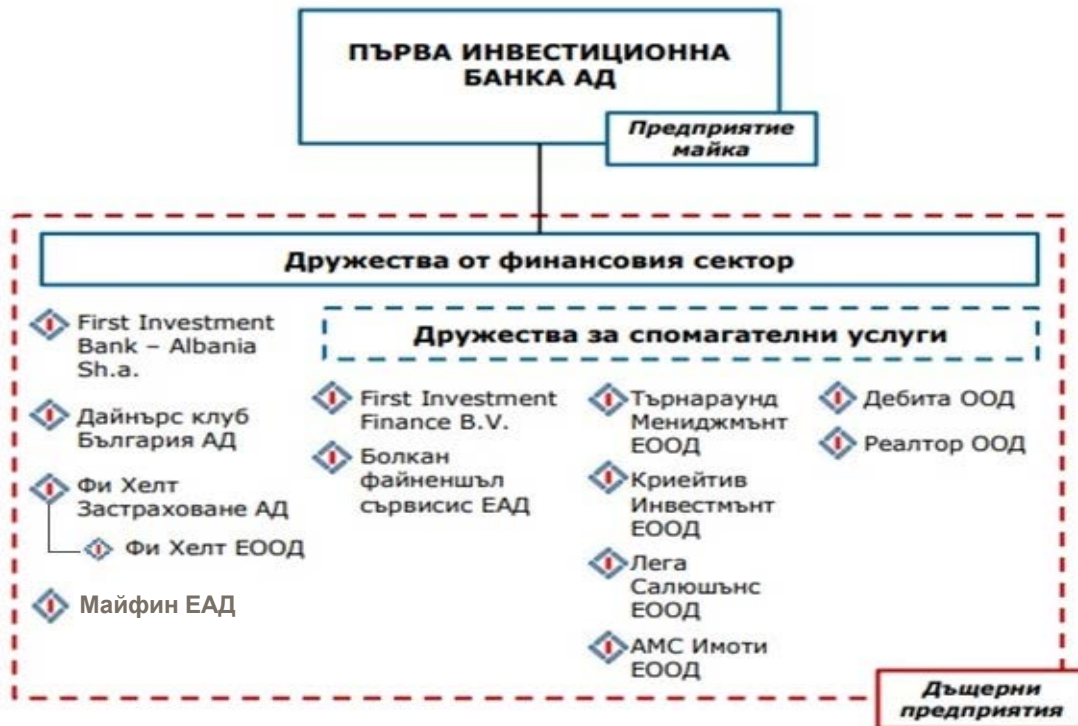 ПЪРВА ИНВЕСТИЦИОННА
БАНКА АД
Предприятие
майка
Дружества от финансовия сектор
First Investment
Bank – Albania
Sh.a.
Дайнърс клуб
България АД
Фи Хелт
Застраховане АД
Фи Хелт ЕООД
Майфин ЕАД
Дружества за спомагателни услуги
First Investment
Finance B.V.
Болкан
файненшъл
сървисис ЕАД
Търнараунд
Мениджмънт
ЕООД
Криейтив
Инвестмънт
ЕООД
Лега
Салюшънс
ЕООД
АМС Имоти
ЕООД
Дебита ООД
Реалтор ООД
Дъщерни
предприятия